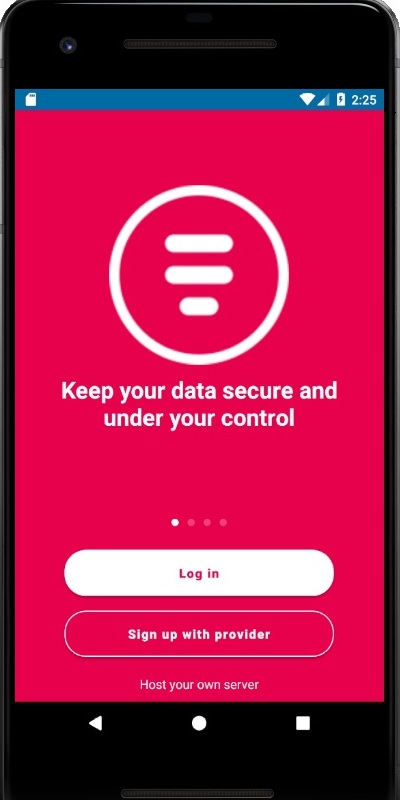 2:25
Keep your data secure and
under your control
Log in
Sign up with provider
Host your own server